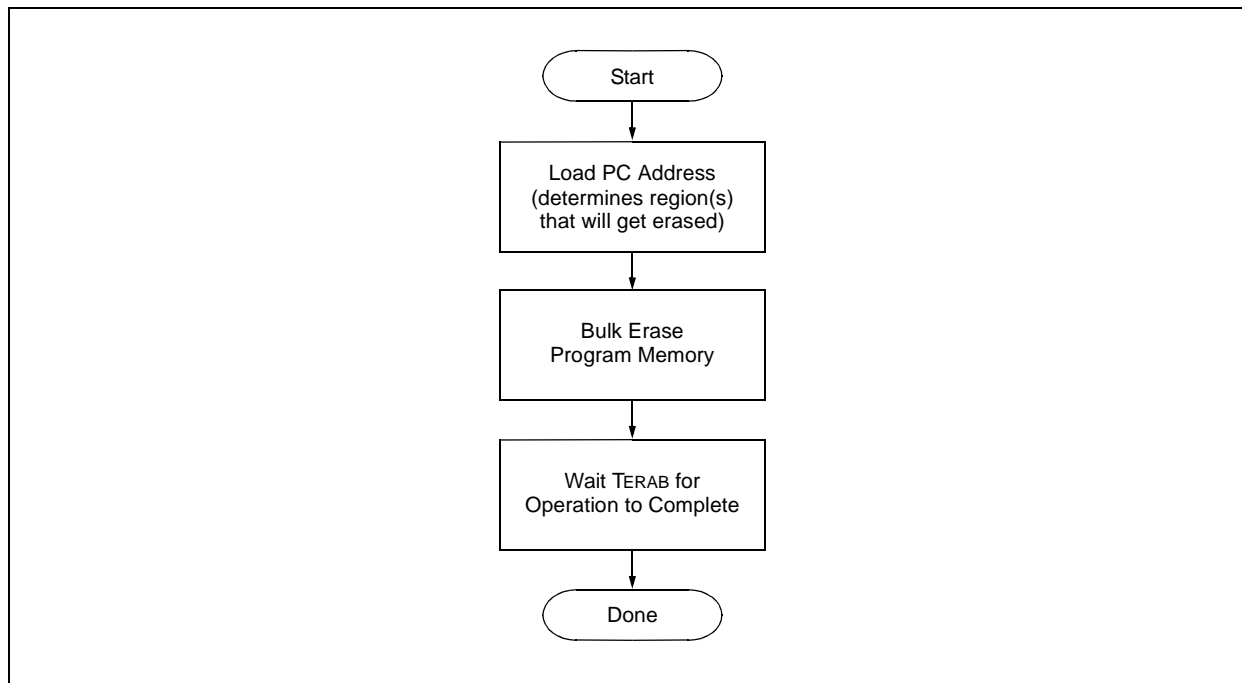 Start
Load PC Address
(determines region(s)
that will get erased)
Bulk Erase
Program Memory
Wait TERAB for
Operation to Complete
Done